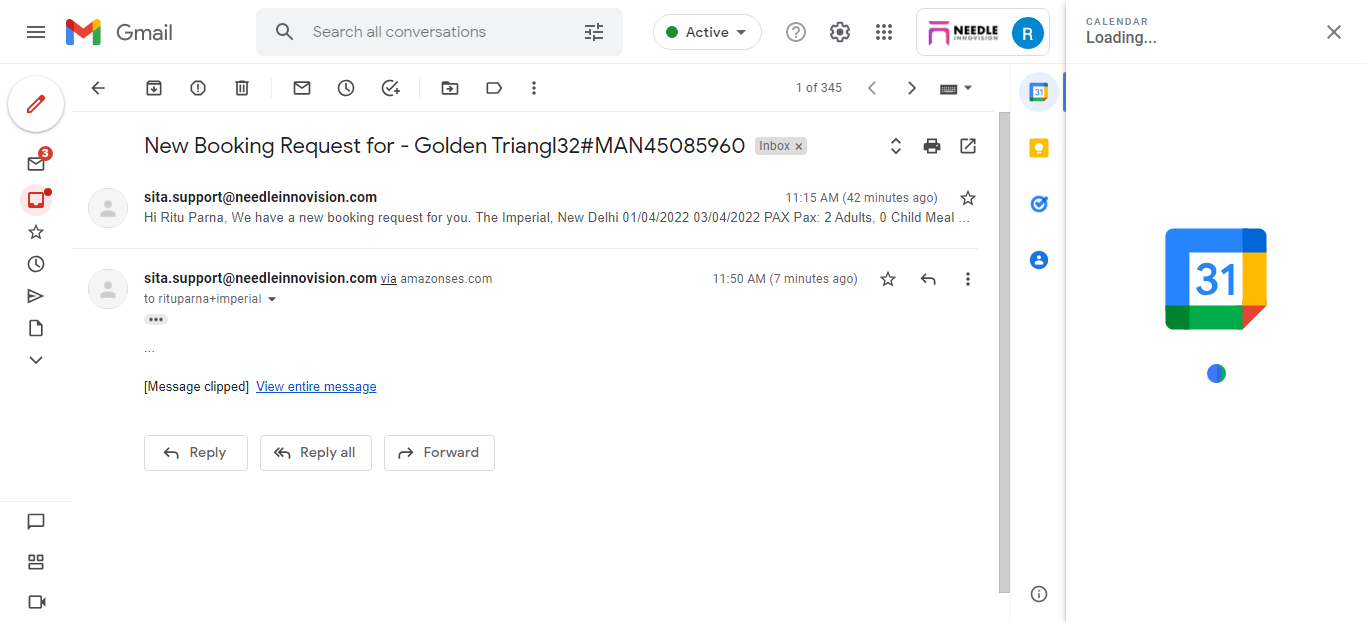 Gmail
Search all conversations
Active
NEEDLE
INNOVISION
R
CALENDAR
Loading...
1 of 345
31
3
New Booking Request for - Golden Triangl32#MAN45085960
Inbox ×
sita.support@needleinnovision.com
11:15 AM (42 minutes ago)
Hi Ritu Parna, We have a new booking request for you. The Imperial, New Delhi 01/04/2022 03/04/2022 PAX Pax: 2 Adults, 0 Child Meal ...
sita.support@needleinnovision.com via amazonses.com
11:50 AM (7 minutes ago)
to rituparna+imperial
31
...
[Message clipped] View entire message
Reply
Reply all
Forward